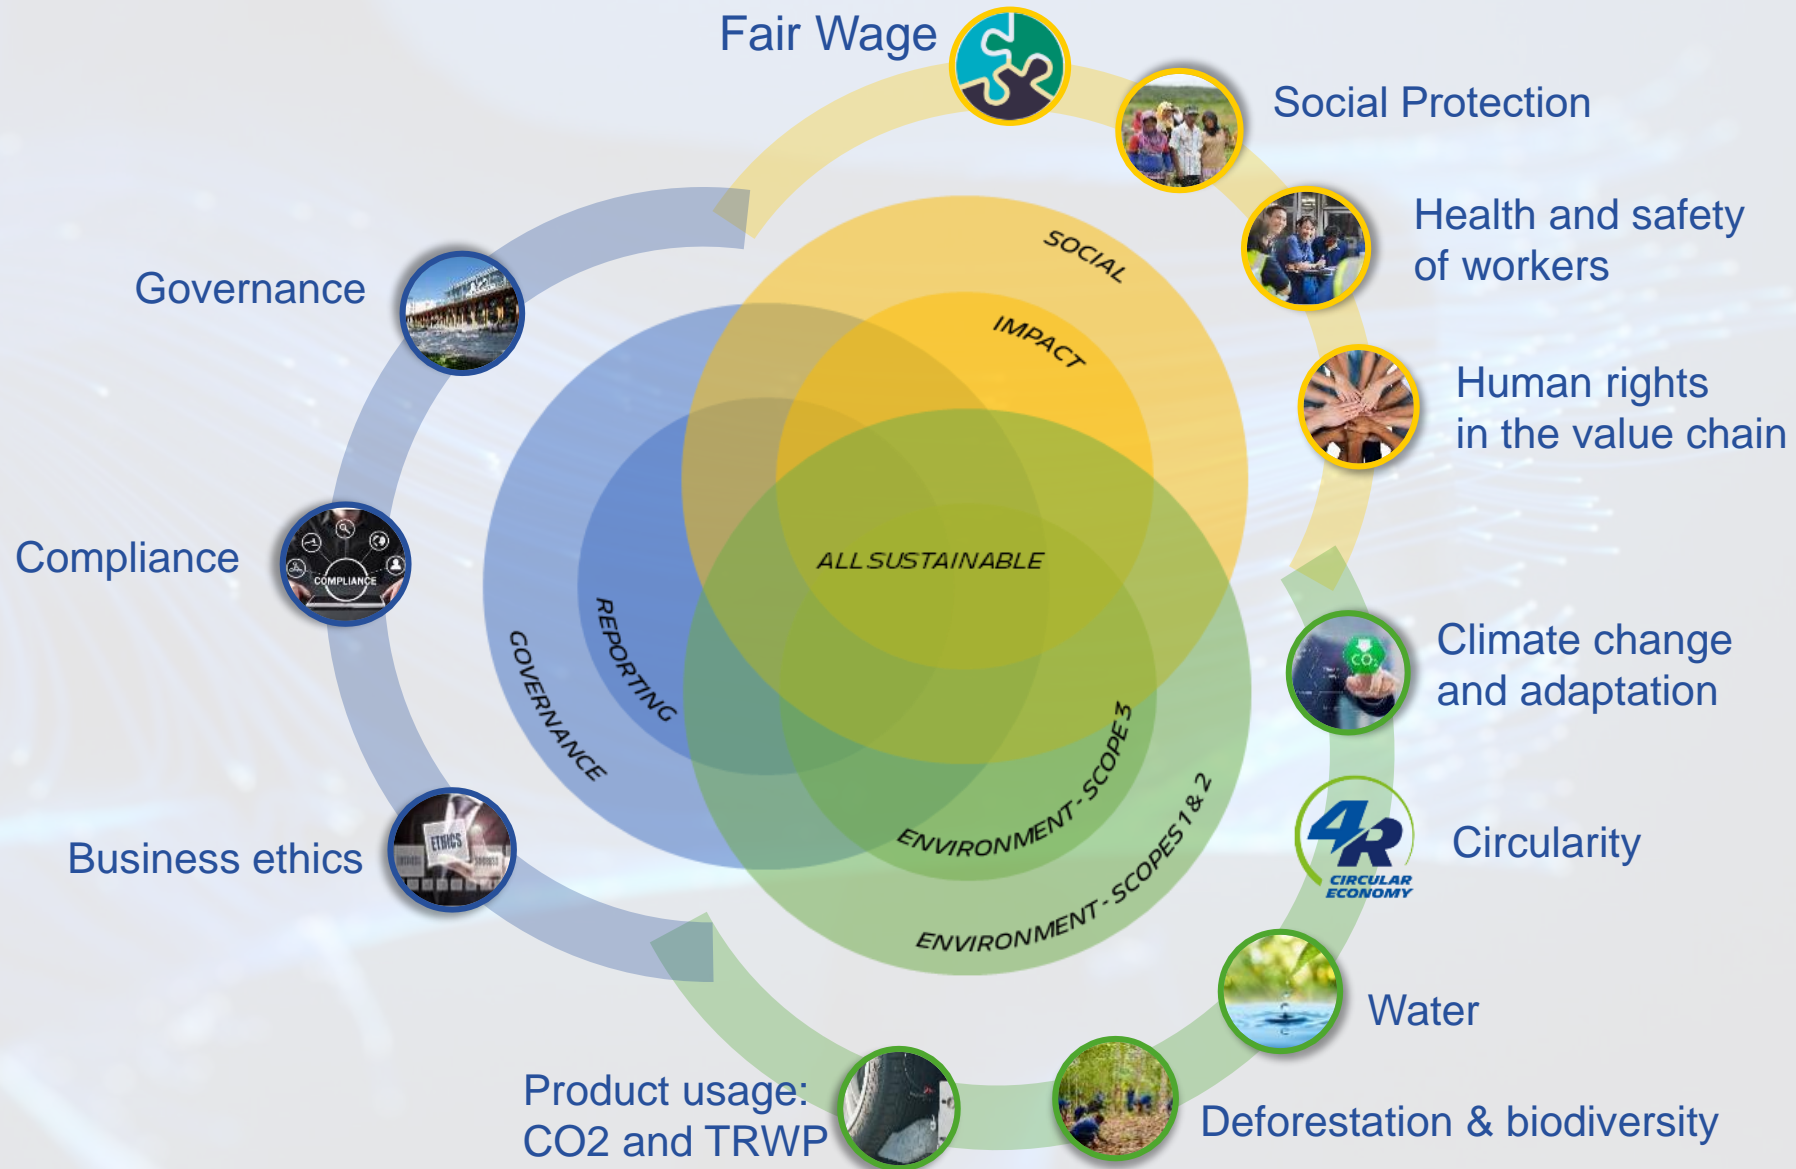 Fair Wage
Social Protection
Health and safety
of workers
Human rights
in the value chain
Governance
Compliance
COMPLIANCE
Business ethics
ETHICS
SOCIAL
IMPACT
ALL SUSTAINABLE
REPORTING
GOVERNANCE
ENVIRONMENT - SCOPE 3
ENVIRONMENT - SCOPES 1 & 2
CO2
Climate change
and adaptation
4R
CIRCULAR
ECONOMY
Circularity
Water
Deforestation & biodiversity
Product usage:
CO2 and TRWP